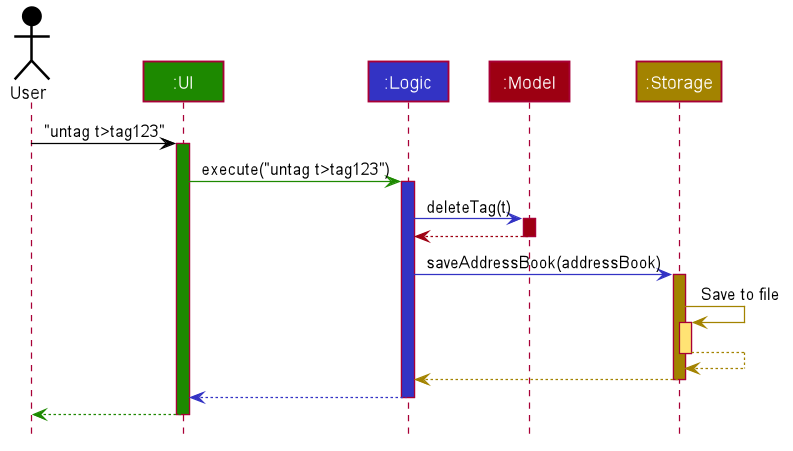 :UI
:Logic
:Model
:Storage
User
"untag t>tag123"
execute("untag t>tag123")
deleteTag(t)
saveAddressBook(addressBook)
Save to file